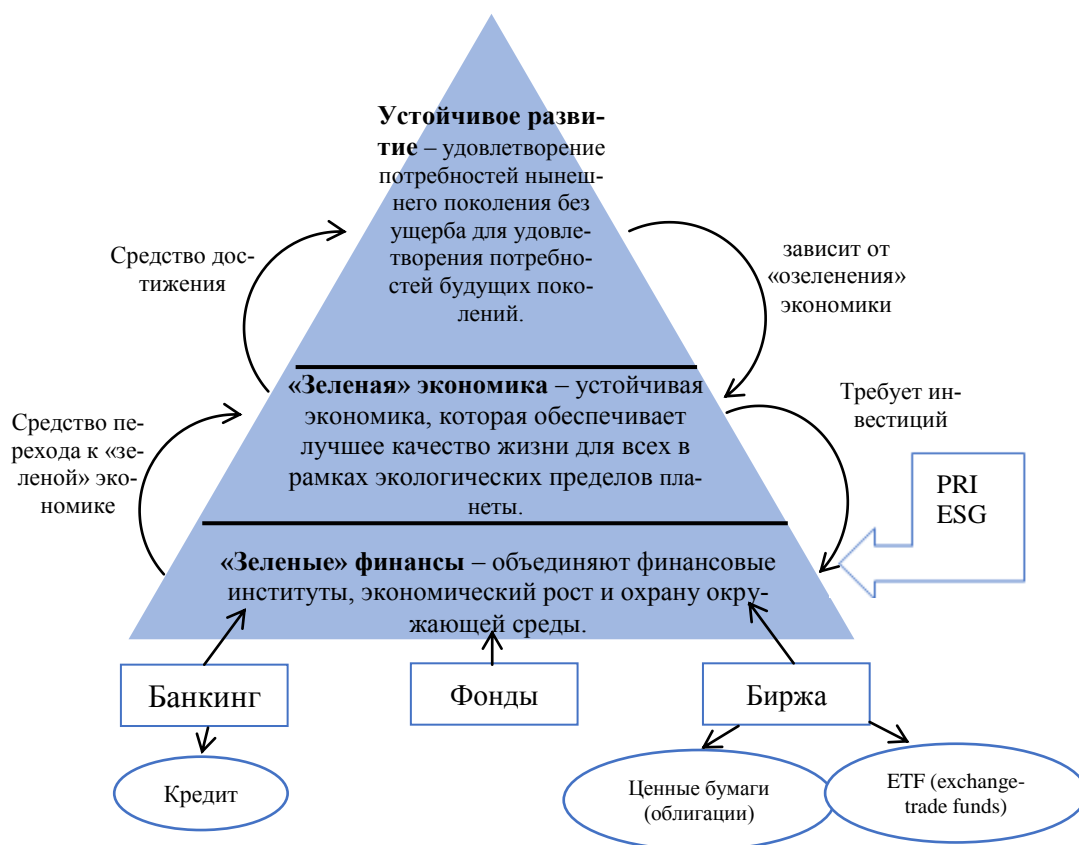 Устойчивое разви-
тие – удовлетворение
потребностей нынеш-
него поколения без
ущерба для удовле-
творения потребно-
стей будущих поко-
лений.
Средство дос-
тижения
зависит от
«озеленения»
экономики
«Зеленая» экономика – устойчивая
экономика, которая обеспечивает
лучшее качество жизни для всех в
рамках экологических пределов пла-
неты.
Средство пе-
рехода к «зе-
леной» эко-
номике
Требует ин-
вестиций
PRI
ESG
«Зеленые» финансы – объединяют финансовые
институты, экономический рост и охрану окру-
жающей среды.
Банкинг
Фонды
Биржа
Кредит
Ценные бумаги
(облигации)
ETF (exchange-
trade funds)